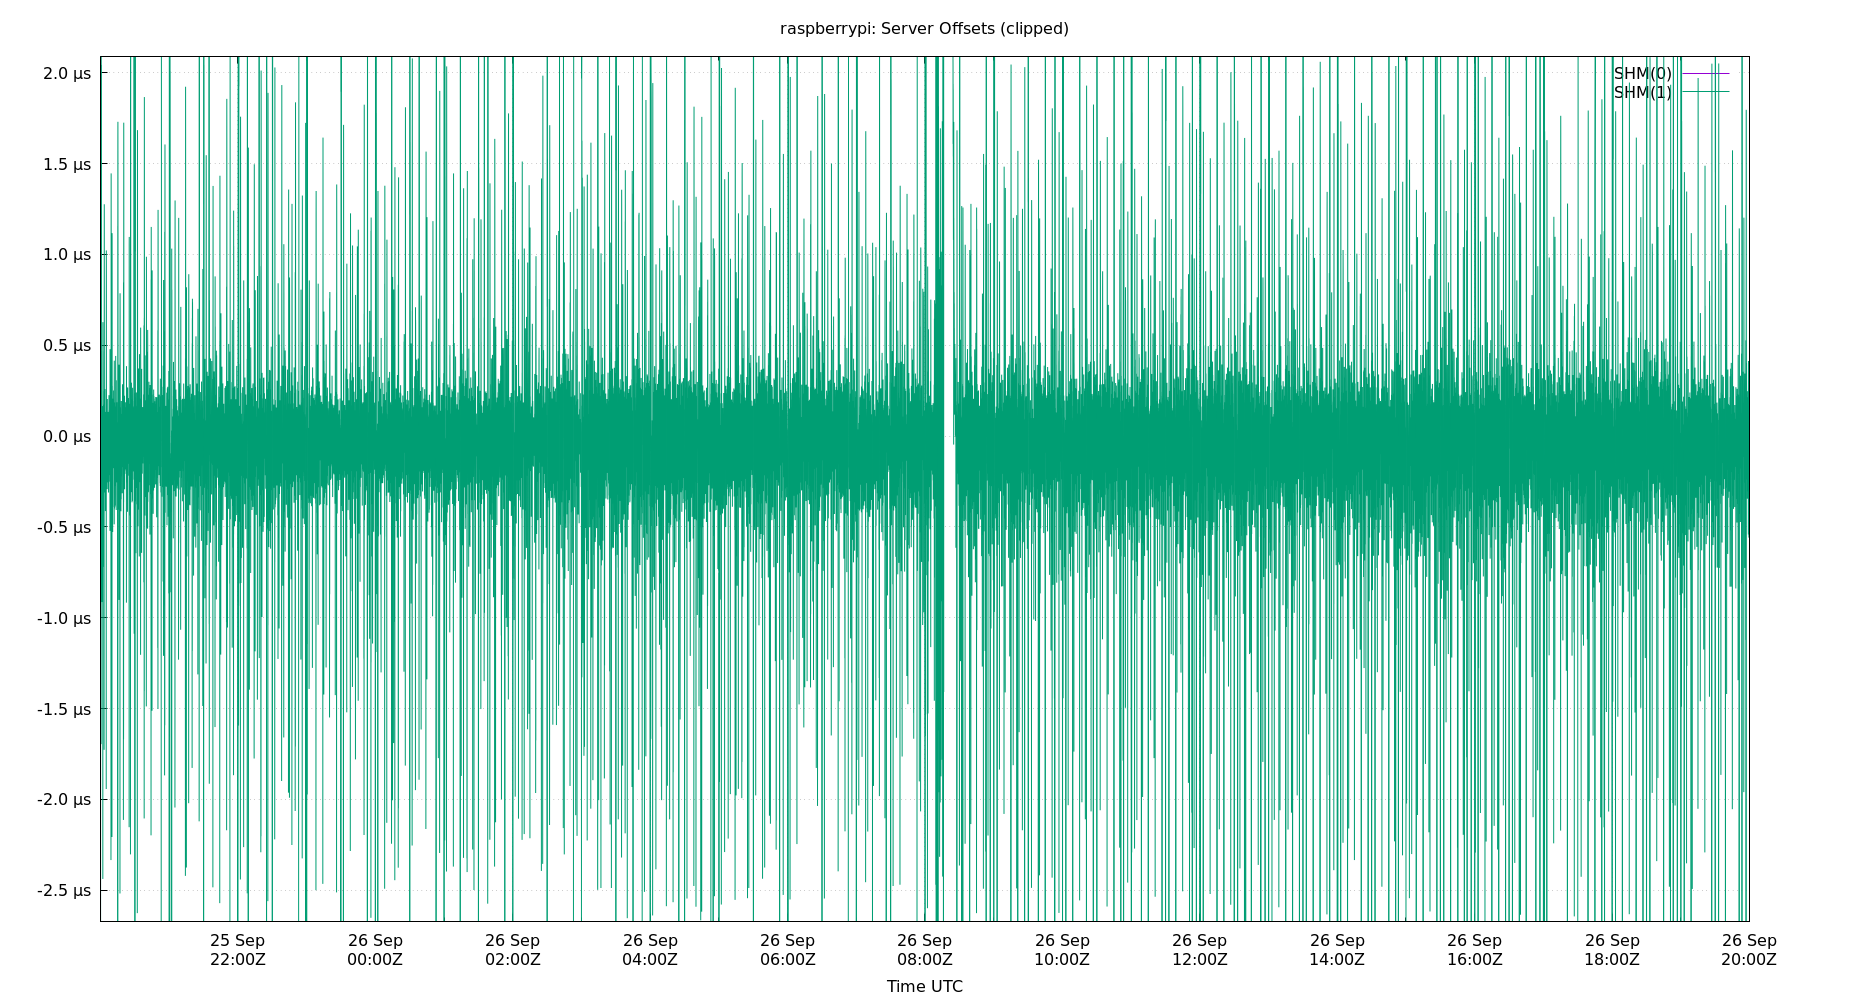 raspberrypi: Server Offsets (clipped)
SHM(0)
SHM(1)
2.0 µs
1.5 µs
1.0 µs
0.5 µs
0.0 µs
-0.5 µs
-1.0 µs
-1.5 µs
-2.0 µs
-2.5 µs
25 Sep 26 Sep 26 Sep 26 Sep 26 Sep 26 Sep 26 Sep 26 Sep 26 Sep 26 Sep 26 Sep 26 Sep
22:00Z 00:00Z 02:00Z 04:00Z 06:00Z 08:00Z 10:00Z 12:00Z 14:00Z 16:00Z 18:00Z 20:00Z
Time UTC